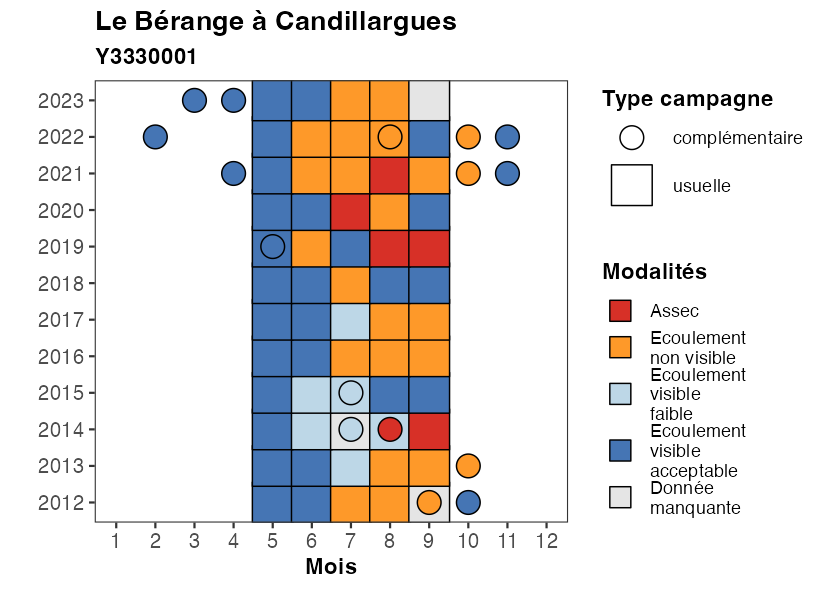 Le Bérange à Candillargues
Y3330001
2023
2022
2021
2020
2019
2018
2017
2016
2015
2014
2013
2012
1 2 3 4 5 6 7 8 9 10 11 12
Mois
Type campagne
complémentaire
usuelle
Modalités
Assec
Ecoulement
non visible
Ecoulement
visible
faible
Ecoulement
visible
acceptable
Donnée
manquante